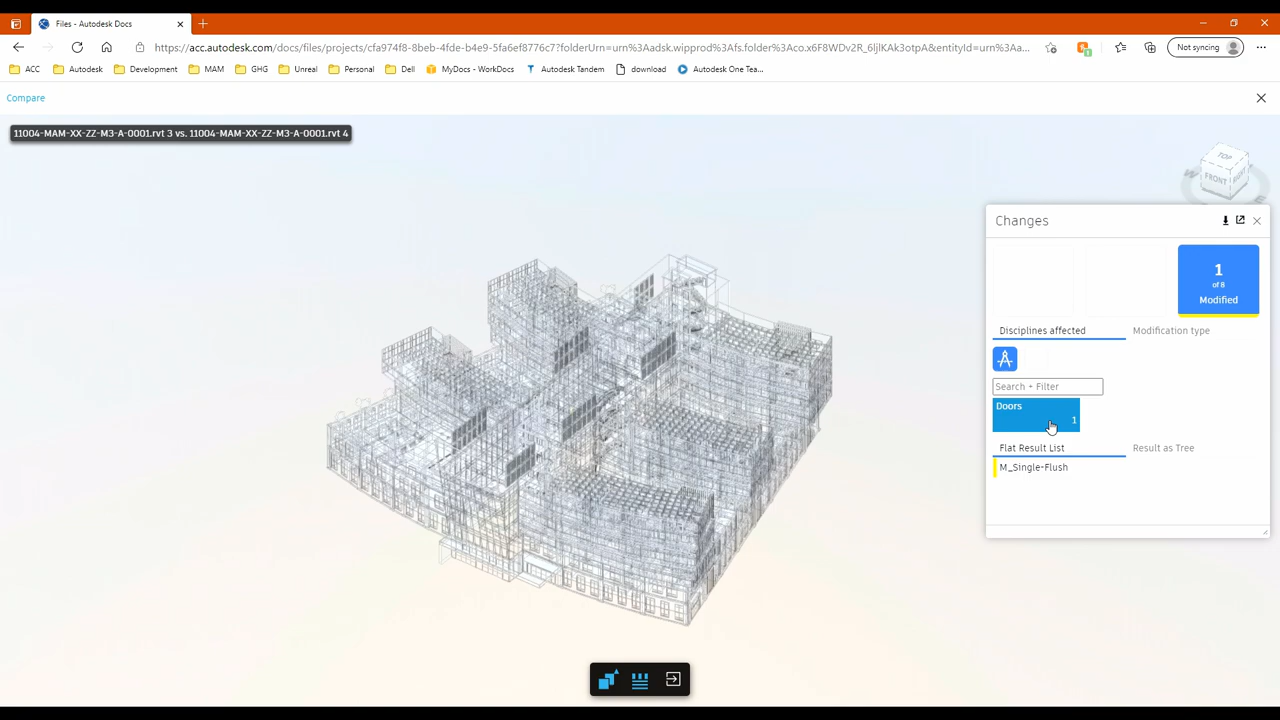 Files - Autodesk Docs
https://acc.autodesk.com/docs/files/projects/cfa974f8-8beb-4fde-b4e9-5fa6ef8776c7?folderUrn=urn%3Aadsk.wipprod%3Afs.folder%3Aco.x6F8WDv2R_6ljlKAk3otpA&entityId=urn%3Aa...
Not syncing
ACC Autodesk Development MAM GHG Unreal Personal Dell MyDocs - WorkDocs Autodesk Tandem download Autodesk One Tea...
Compare
11004-MAM-XX-ZZ-M3-A-0001.rvt 3 vs. 11004-MAM-XX-ZZ-M3-A-0001.rvt 4
TOP
FRONT
Changes
1
of 8
Modified
Disciplines affected Modification type
Search + Filter
Doors
1
Flat Result List Result as Tree
M_Single-Flush